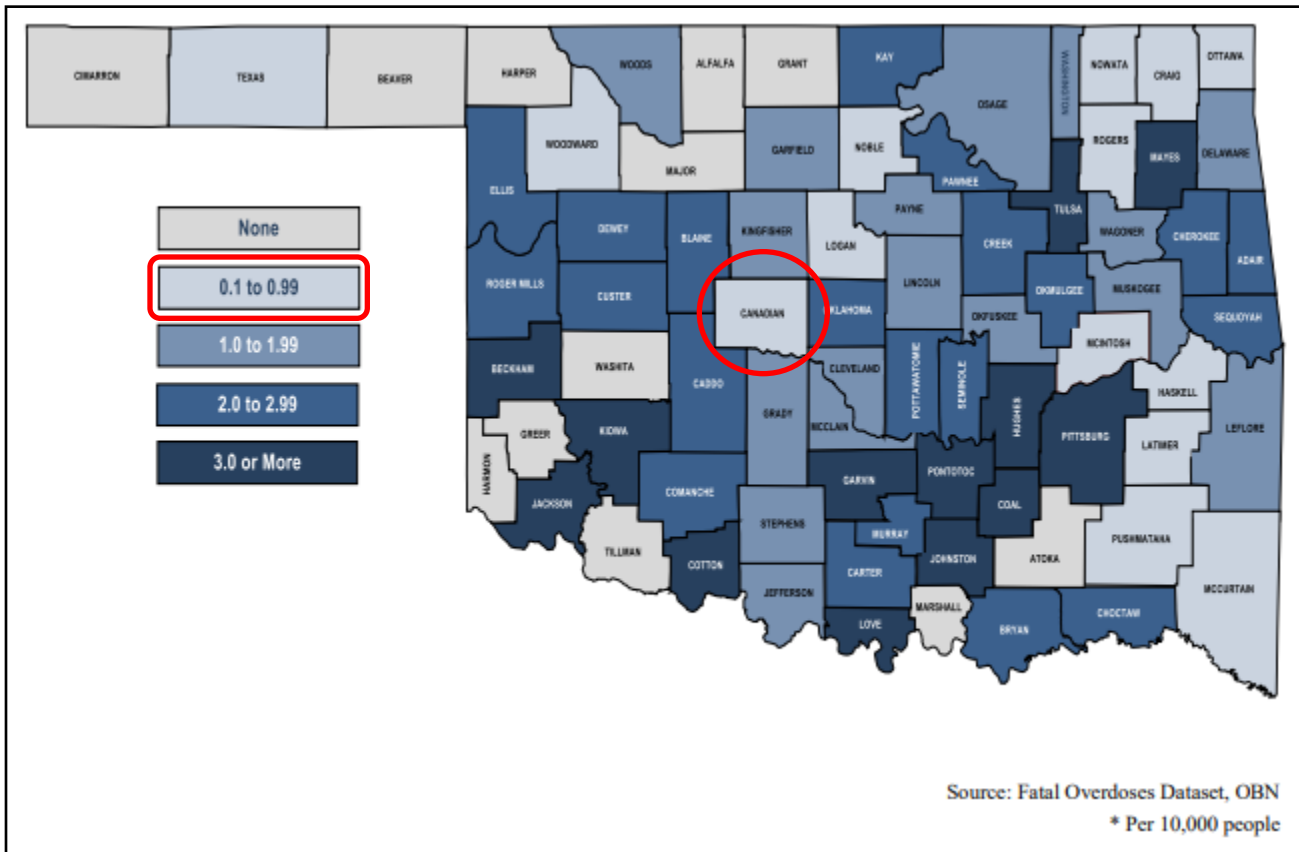 CIMARRON
TEXAS
BEAVER
HARPER
WOODS
ALFALFA
GRANT
KAY
OSAGE
WASHINGTON
NOWATA
CRAIG
OTTAWA
WOODWARD
MAJOR
GARFIELD
NOBLE
PAWNEE
ROGERS
MAYES
DELAWARE
ELLIS
DEWEY
BLAINE
KINGFISHER
LOGAN
PAYNE
CREEK
TULSA
WAGONER
CHEROKEE
ADAIR
ROGER MILLS
CUSTER
CANADIAN
OKLAHOMA
LINCOLN
OKFUSKEE
OKMULGEE
MUSKOGEE
SEQUOYAH
BECKHAM
WASHITA
CADDO
GRADY
CLEVELAND
MCCLAIN
POTTAWATOMIE
SEMINOLE
HUGHES
MCINTOSH
HASKELL
PITTSBURG
LATIMER
LEFLORE
HARMON
GREER
KIOWA
JACKSON
COMANCHE
GARVIN
PONTOTOC
COAL
TILLMAN
COTTON
STEPHENS
JEFFERSON
MURRAY
CARTER
JOHNSTON
ATOKA
PUSHMATAHA
MCCURTAIN
LOVE
MARSHALL
BRYAN
CHOCTAW
None
0.1 to 0.99
1.0 to 1.99
2.0 to 2.99
3.0 or More
Source: Fatal Overdoses Dataset, OBN
* Per 10,000 people